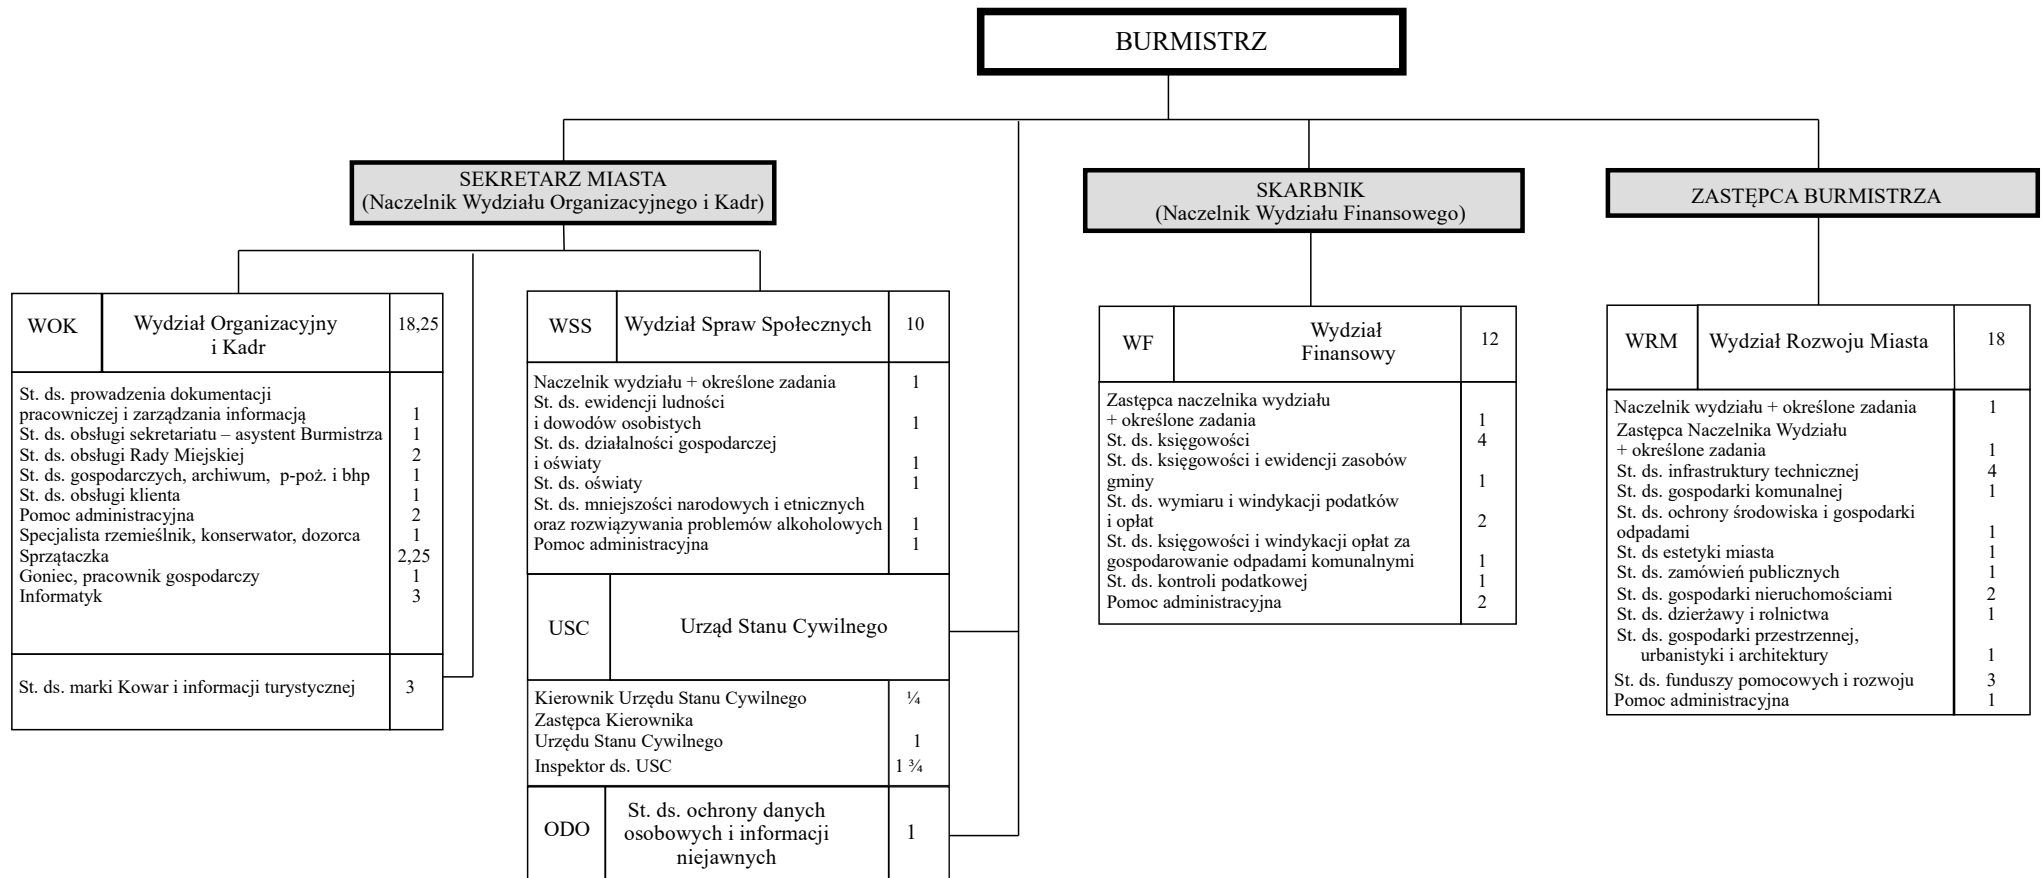 BURMISTRZ
SEKRETARZ MIASTA
(Naczelnik Wydziału Organizacyjnego i Kadr)
SKARBNIK
(Naczelnik Wydziału Finansowego)
ZASTĘPCA BURMISTRZA
WOK
Wydział Organizacyjny
i Kadr
18,25
St. ds. prowadzenia dokumentacji
pracowniczej i zarządzania informacją 1
St. ds. obsługi sekretariatu – asystent Burmistrza 1
St. ds. obsługi Rady Miejskiej 2
St. ds. gospodarczych, archiwum, p-poż. i bhp 1
St. ds. obsługi klienta 1
Pomoc administracyjna 2
Specjalista rzemieślnik, konserwator, dozorca 1
Sprzątaczka 2,25
Goniec, pracownik gospodarczy 1
Informatyk 3
St. ds. marki Kowar i informacji turystycznej 3
WSS
Wydział Spraw Społecznych
10
Naczelnik wydziału + określone zadania 1
St. ds. ewidencji ludności
i dowodów osobistych 1
St. ds. działalności gospodarczej
i oświaty 1
St. ds. oświaty 1
St. ds. mniejszości narodowych i etnicznych
oraz rozwiązywania problemów alkoholowych 1
Pomoc administracyjna 1
USC
Urząd Stanu Cywilnego
Kierownik Urzędu Stanu Cywilnego ¼
Zastępca Kierownika
Urzędu Stanu Cywilnego 1
Inspektor ds. USC 1 ¾
ODO
St. ds. ochrony danych
osobowych i informacji
niejawnych
1
WF
Wydział
Finansowy
12
Zastępca naczelnika wydziału
+ określone zadania 1
St. ds. księgowości 4
St. ds. księgowości i ewidencji zasobów
gminy 1
St. ds. wymiaru i windykacji podatków
i opłat 2
St. ds. księgowości i windykacji opłat za
gospodarowanie odpadami komunalnymi 1
St. ds. kontroli podatkowej 1
Pomoc administracyjna 2
WRM
Wydział Rozwoju Miasta
18
Naczelnik wydziału + określone zadania 1
Zastępca Naczelnika Wydziału
+ określone zadania 1
St. ds. infrastruktury technicznej 4
St. ds. gospodarki komunalnej 1
St. ds. ochrony środowiska i gospodarki
odpadami 1
St. ds estetyki miasta 1
St. ds. zamówień publicznych 1
St. ds. gospodarki nieruchomościami 2
St. ds. dzierżawy i rolnictwa 1
St. ds. gospodarki przestrzennej,
urbanistyki i architektury 1
St. ds. funduszy pomocowych i rozwoju 3
Pomoc administracyjna 1